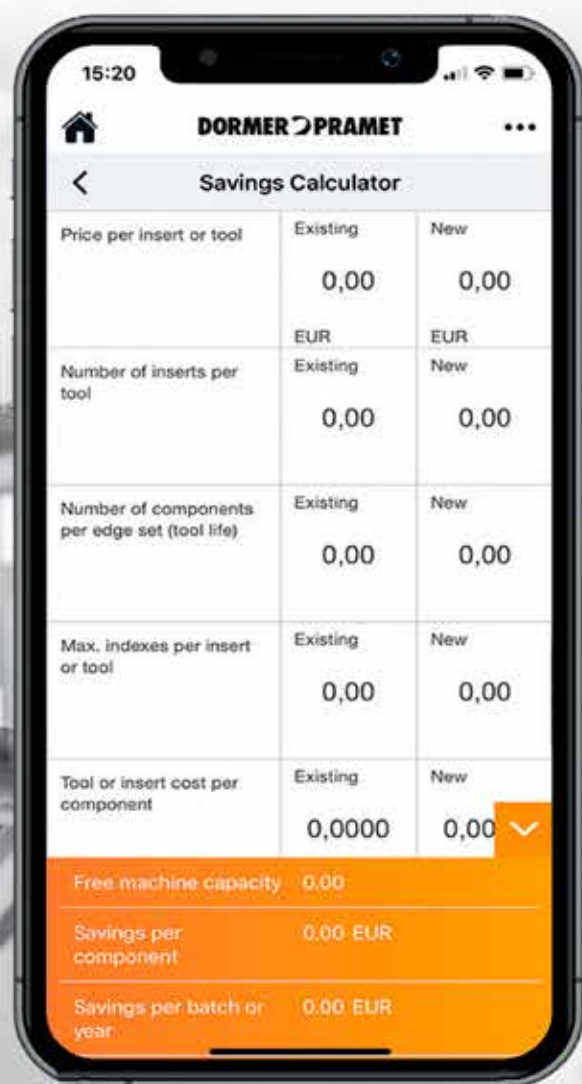 15:20
DORMER PRAMET
Savings Calculator
Price per insert or tool
Existing
New
0,00
0,00
EUR
EUR
Number of inserts per
tool
Existing
New
0,00
0,00
Number of components
per edge set (tool life)
Existing
New
0,00
0,00
Max. indexes per insert
or tool
Existing
New
0,00
0,00
Tool or insert cost per
component
Existing
New
0,0000
0,00
Free machine capacity 0.00
Savings per
component
0.00 EUR
Savings per batch or
year
0.00 EUR